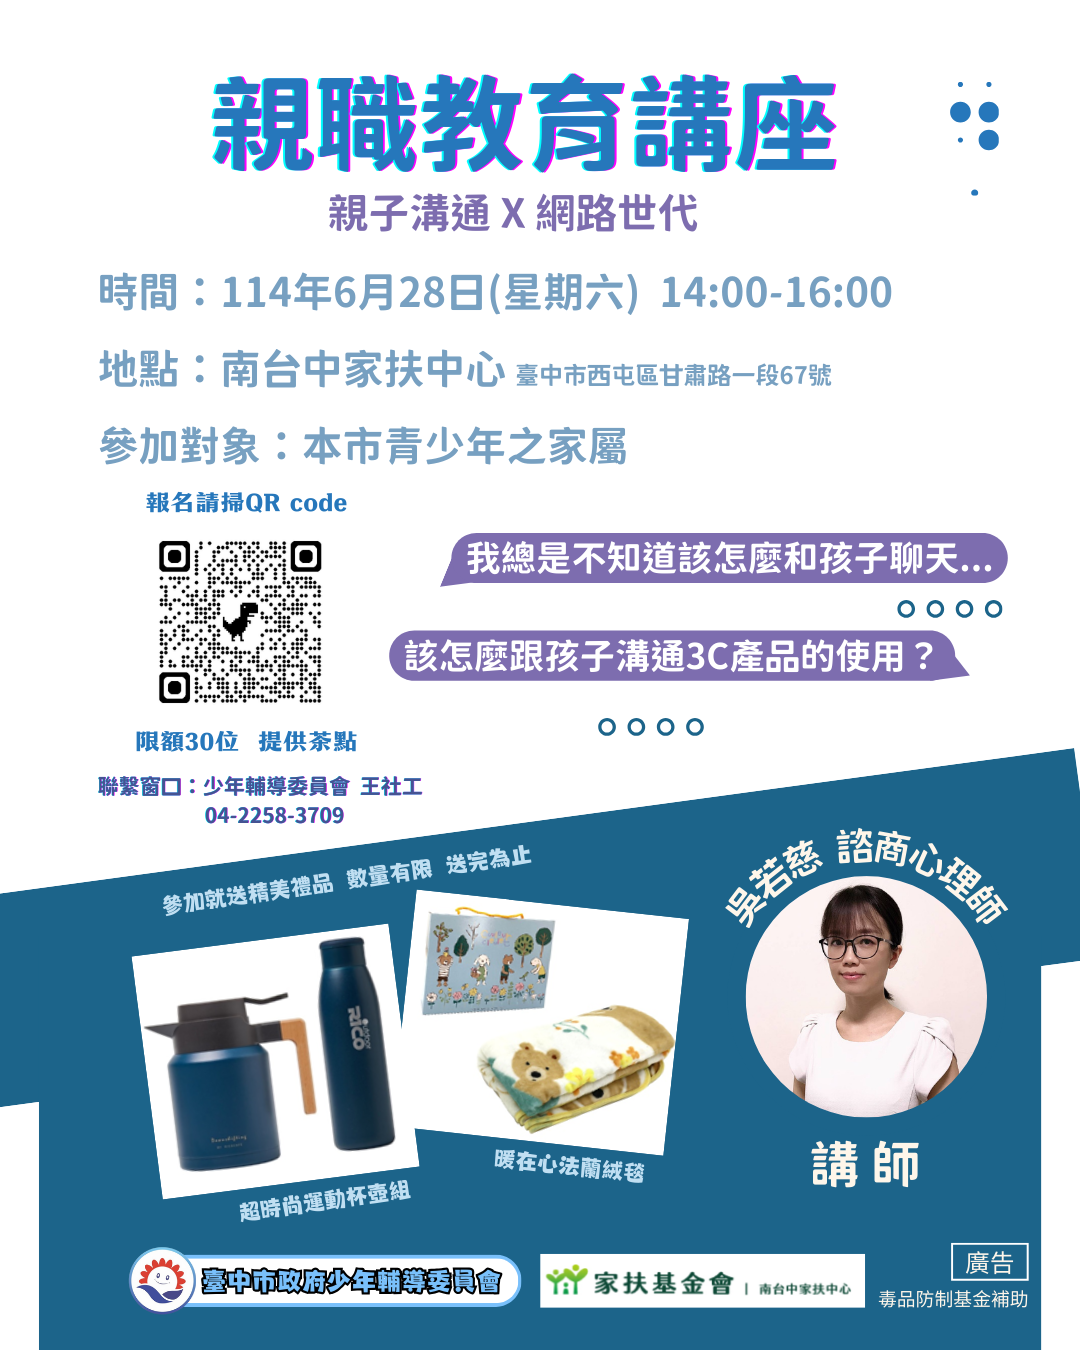 親職教育講座
親子溝通 X 網路世代
時間：114年6月28日(星期六) 14:00-16:00
地點：南台中家扶中心 臺中市西屯區甘肅路一段67號
參加對象：本市青少年之家屬
報名請掃QR code
我總是不知道該怎麼和孩子聊天...
該怎麼跟孩子溝通3C產品的使用？
限額30位 提供茶點
聯繫窗口：少年輔導委員會 王社工
04-2258-3709
參加就送精美禮品 數量有限 送完為止
吳若慈 諮商心理師
RICO
暖在心法蘭絨毯
超時尚運動杯壺組
講師
臺中市政府少年輔導委員會
家扶基金會 | 南台中家扶中心
廣告
毒品防制基金補助